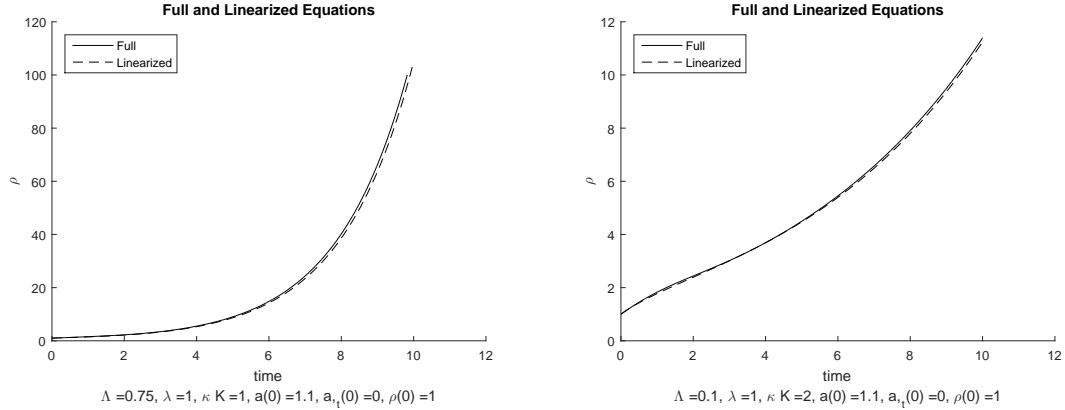 Full and Linearized Equations
120
100
80
60
40
20
0
ρ
Full
Linearized
0 2 4 6 8 10 12
time
Λ =0.75, λ =1, κ K =1, a(0) =1.1, a,t(0) =0, ρ(0) =1
Full and Linearized Equations
12
10
8
6
4
2
0
ρ
Full
Linearized
0 2 4 6 8 10 12
time
Λ =0.1, λ =1, κ K =2, a(0) =1.1, a,t(0) =0, ρ(0) =1